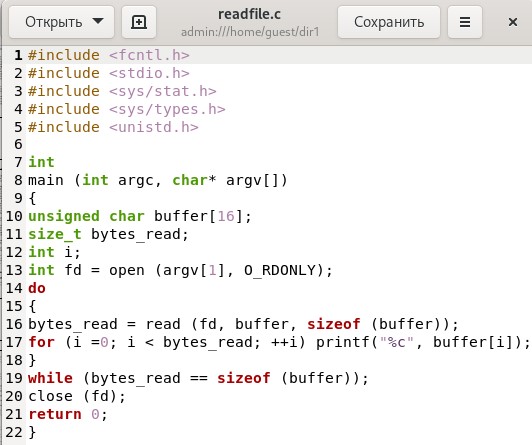 Открыть
readfile.c
admin:///home/guest/dir1
Сохранить
1 #include <fcntl.h>
2 #include <stdio.h>
3 #include <sys/stat.h>
4 #include <sys/types.h>
5 #include <unistd.h>
6
7 int
8 main (int argc, char* argv[])
9 {
10 unsigned char buffer[16];
11 size_t bytes_read;
12 int i;
13 int fd = open (argv[1], O_RDONLY);
14 do
15 {
16 bytes_read = read (fd, buffer, sizeof (buffer));
17 for (i =0; i < bytes_read; ++i) printf("%c", buffer[i]);
18 }
19 while (bytes_read == sizeof (buffer));
20 close (fd);
21 return 0;
22 }